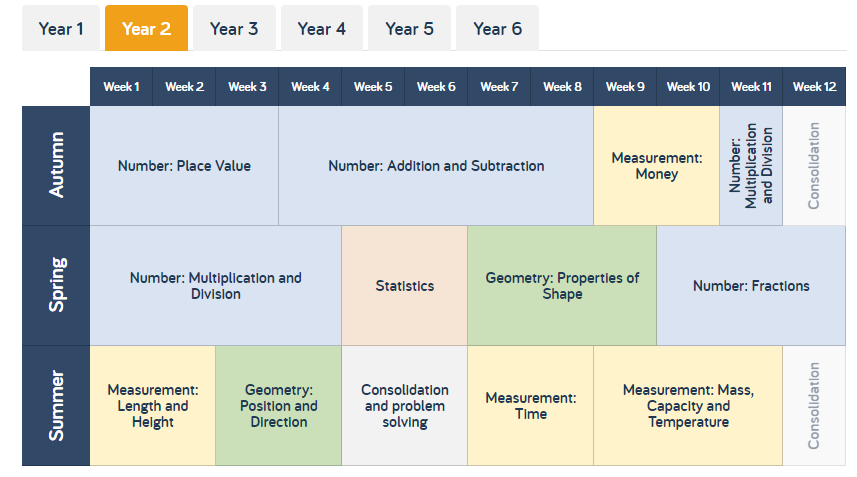 Year 1 Year 2 Year 3 Year 4 Year 5 Year 6
Week 1 Week 2 Week 3 Week 4 Week 5 Week 6 Week 7 Week 8 Week 9 Week 10 Week 11 Week 12
Autumn
Number: Place Value
Number: Addition and Subtraction
Measurement:
Money
Number:
Multiplication
and Division
Consolidation
Spring
Number: Multiplication and
Division
Statistics
Geometry: Properties of
Shape
Number: Fractions
Summer
Measurement:
Length and
Height
Geometry:
Position and
Direction
Consolidation
and problem
solving
Measurement:
Time
Measurement: Mass,
Capacity and
Temperature
Consolidation